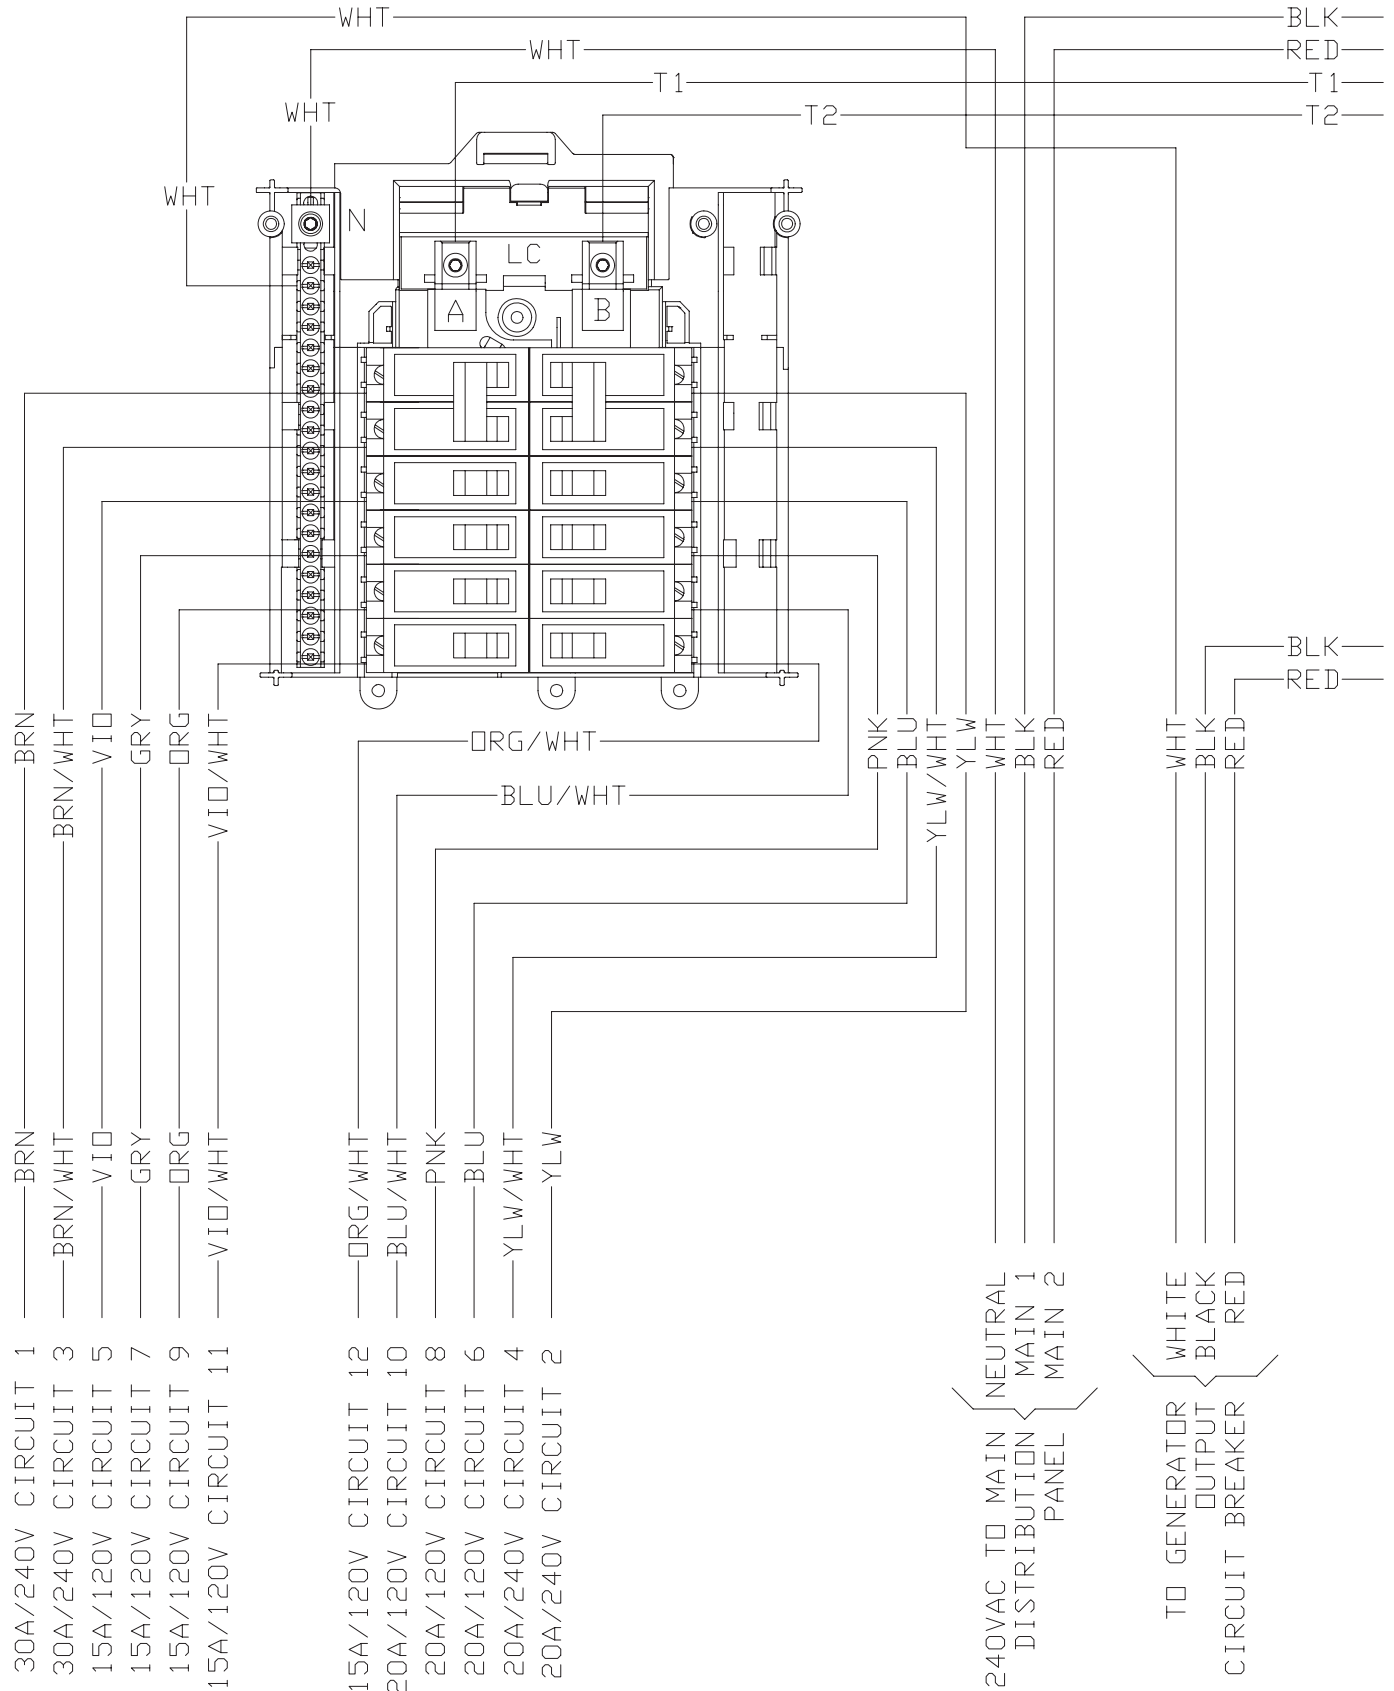 WHT
BLK
WHT
RED
T1
T1
WHT
T2
T2
WHT
N
LC
A
B
BLK
RED
BRN
BRN/WHT
VIO
GRY
ORG
VIO/WHT
ORG/WHT
BLU/WHT
PNK
BLU
YLW/WHT
YLW
WHT
BLK
RED
WHT
BLK
RED
BRN
BRN/WHT
VIO
GRY
ORG
VIO/WHT
ORG/WHT
BLU/WHT
PNK
BLU
YLW/WHT
YLW
30A/240V CIRCUIT 1
30A/240V CIRCUIT 3
15A/120V CIRCUIT 5
15A/120V CIRCUIT 7
15A/120V CIRCUIT 9
15A/120V CIRCUIT 11
15A/120V CIRCUIT 12
20A/120V CIRCUIT 10
20A/120V CIRCUIT 8
20A/120V CIRCUIT 6
20A/240V CIRCUIT 4
20A/240V CIRCUIT 2
NEUTRAL
MAIN 1
MAIN 2
240VAC TO MAIN
DISTRIBUTION
PANEL
WHITE
BLACK
RED
TO GENERATOR
OUTPUT
CIRCUIT BREAKER